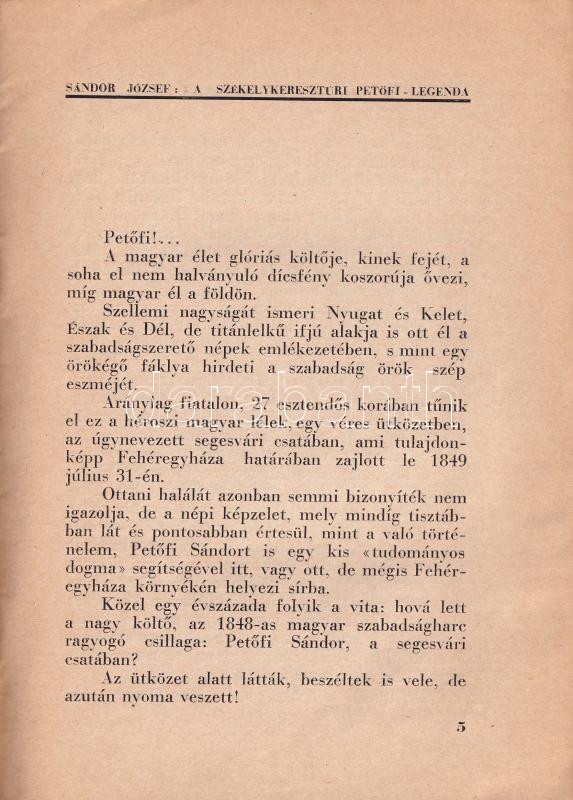 SÁNDOR JÓZSEF: A SZÉKELYKERESZTÚRI PETŐFI-LEGENDA
Petőfi!...
A magyar élet glóriás költője, kinek fejét, a
soha el nem halványuló dícsfény koszorúja övezi,
míg magyar él a földön.
Szellemi nagyságát ismeri Nyugat és Kelet,
Észak és Dél, de titánlelkű ifjú alakja is ott él a
szabadságszerető népek emlékezetében, s mint egy
örökégő fáklya hirdeti a szabadság örök szép
eszméjét.
Aránylag fiatalon, 27 esztendős korában tűnik
el ez a héroszi magyar lélek, egy véres ütközetben,
az úgynevezett segesvári csatában, ami tulajdon-
képp Fehéregyháza határában zajlott le 1849
július 31-én.
Ottani halálát azonban semmi bizonyíték nem
igazolja, de a népi képzelet, mely mindíg tisztáb-
ban lát és pontosabban értesül, mint a való törté-
nelem, Petőfi Sándort is egy kis «tudományos
dogma» segítségével itt, vagy ott, de mégis Fehér-
egyháza környékén helyezi sírba.
Közel egy évszázada folyik a vita: hová lett
a nagy költő, az 1848-as magyar szabadságharc
ragyogó csillaga: Petőfi Sándor, a segesvári
csatában?
Az ütközet alatt látták, beszéltek is vele, de
azután nyoma veszett!
5
darabanth